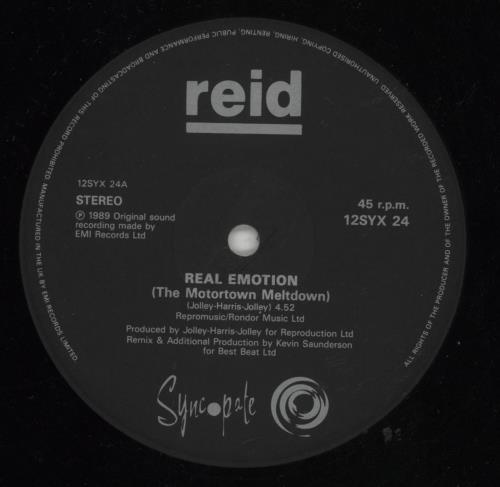 reid
12SYX 24A
STEREO
℗ 1989 Original sound
recording made by
EMI Records Ltd
45 r.p.m.
12SYX 24
REAL EMOTION
(The Motortown Meltdown)
(Jolley-Harris-Jolley) 4.52
Repromusic/Rondor Music Ltd
Produced by Jolley-Harris-Jolley for Reproduction Ltd
Remix & Additional Production by Kevin Saunderson
for Best Beat Ltd
Sync•pate
ALL RIGHTS OF THE PRODUCER AND OF THE OWNER OF THE RECORDED WORK RESERVED. UNAUTHORISED COPYING, HIRING, RENTING, PUBLIC PERFORMANCE AND BROADCASTING OF THIS RECORD PROHIBITED. MANUFACTURED IN THE UK BY EMI RECORDS LIMITED.